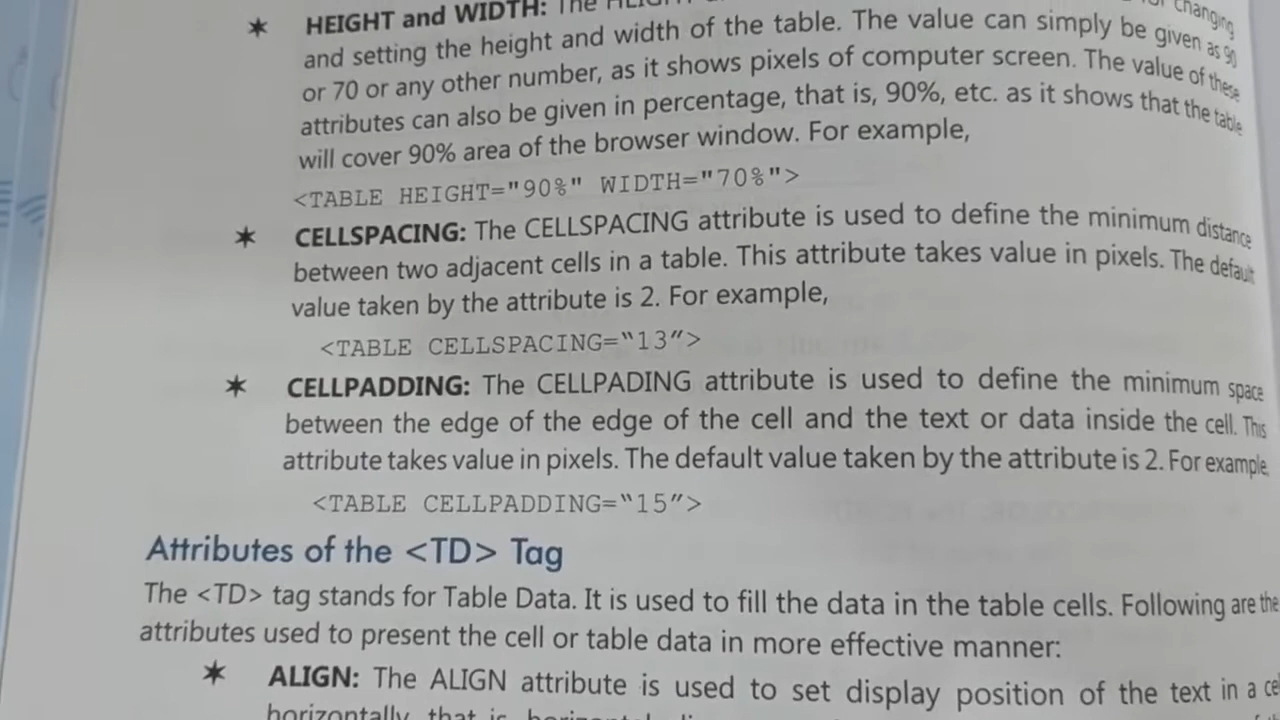 ✶ HEIGHT and WIDTH: The HEIGHT changing
and setting the height and width of the table. The value can simply be given as 90
or 70 or any other number, as it shows pixels of computer screen. The value of these
attributes can also be given in percentage, that is, 90%, etc. as it shows that the table
will cover 90% area of the browser window. For example,
<TABLE HEIGHT="90%" WIDTH="70%">
✶ CELLSPACING: The CELLSPACING attribute is used to define the minimum distance
between two adjacent cells in a table. This attribute takes value in pixels. The default
value taken by the attribute is 2. For example,
<TABLE CELLSPACING=“13”>
✶ CELLPADDING: The CELLPADING attribute is used to define the minimum space
between the edge of the edge of the cell and the text or data inside the cell. This
attribute takes value in pixels. The default value taken by the attribute is 2. For example
<TABLE CELLPADDING=“15”>
Attributes of the <TD> Tag
The <TD> tag stands for Table Data. It is used to fill the data in the table cells. Following are the
attributes used to present the cell or table data in more effective manner:
✶ ALIGN: The ALIGN attribute is used to set display position of the text in a cel
horizontally, that is